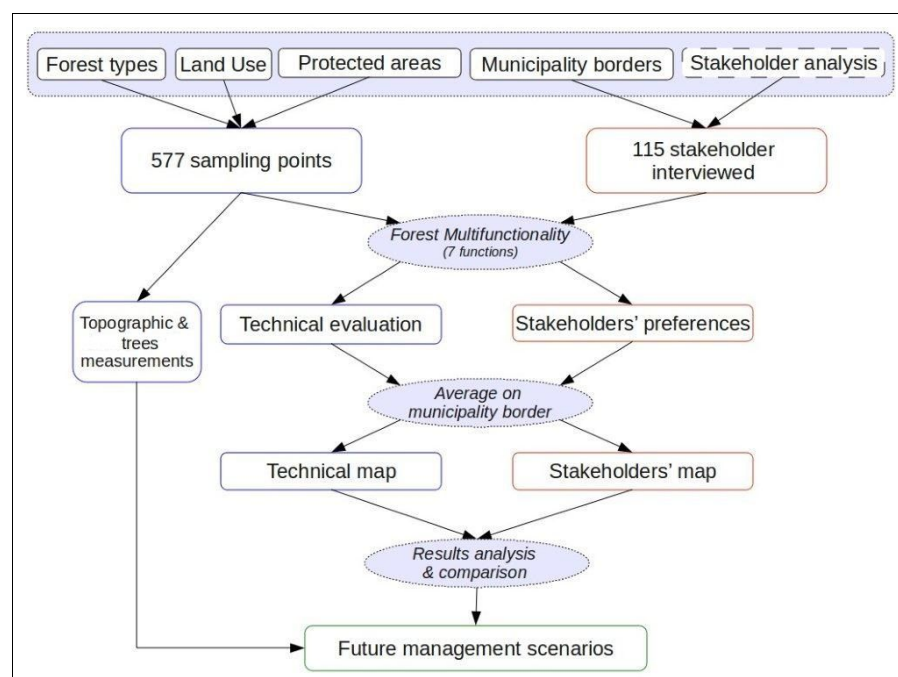 Forest types
Land Use
Protected areas
Municipality borders
Stakeholder analysis
577 sampling points
115 stakeholder
interviewed
Forest Multifunctionality
(7 functions)
Topographic &
trees
measurements
Technical evaluation
Stakeholders' preferences
Average on
municipality border
Technical map
Stakeholders' map
Results analysis
& comparison
Future management scenarios